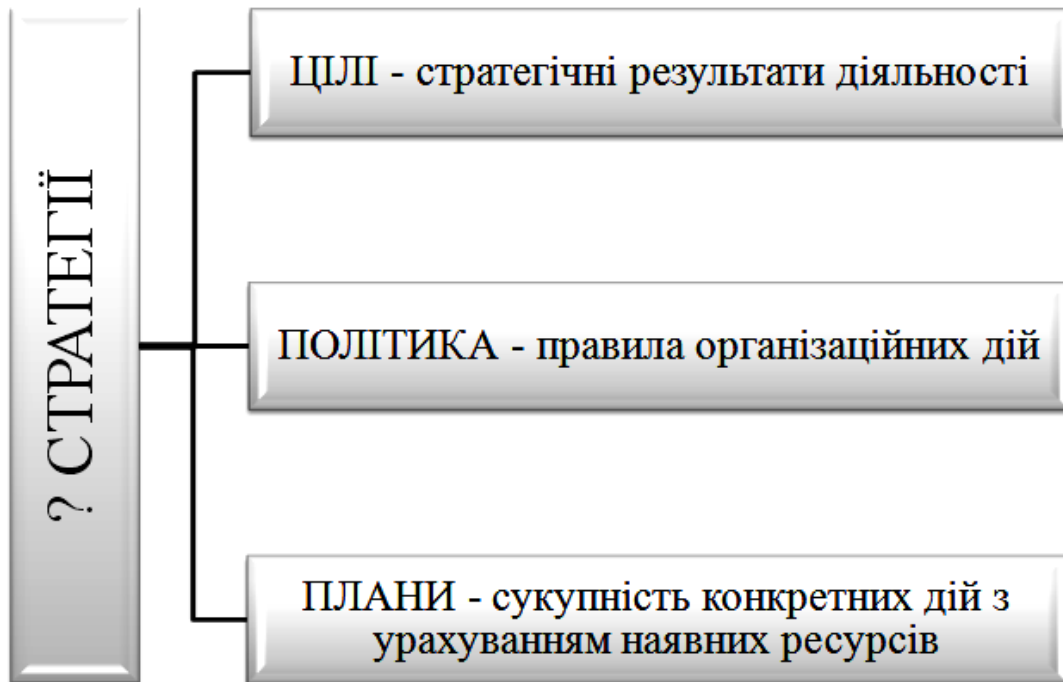 ? СТРАТЕГІЇ
ЦІЛІ - стратегічні результати діяльності
ПОЛІТИКА - правила організаційних дій
ПЛАНИ - сукупність конкретних дій з
урахуванням наявних ресурсів